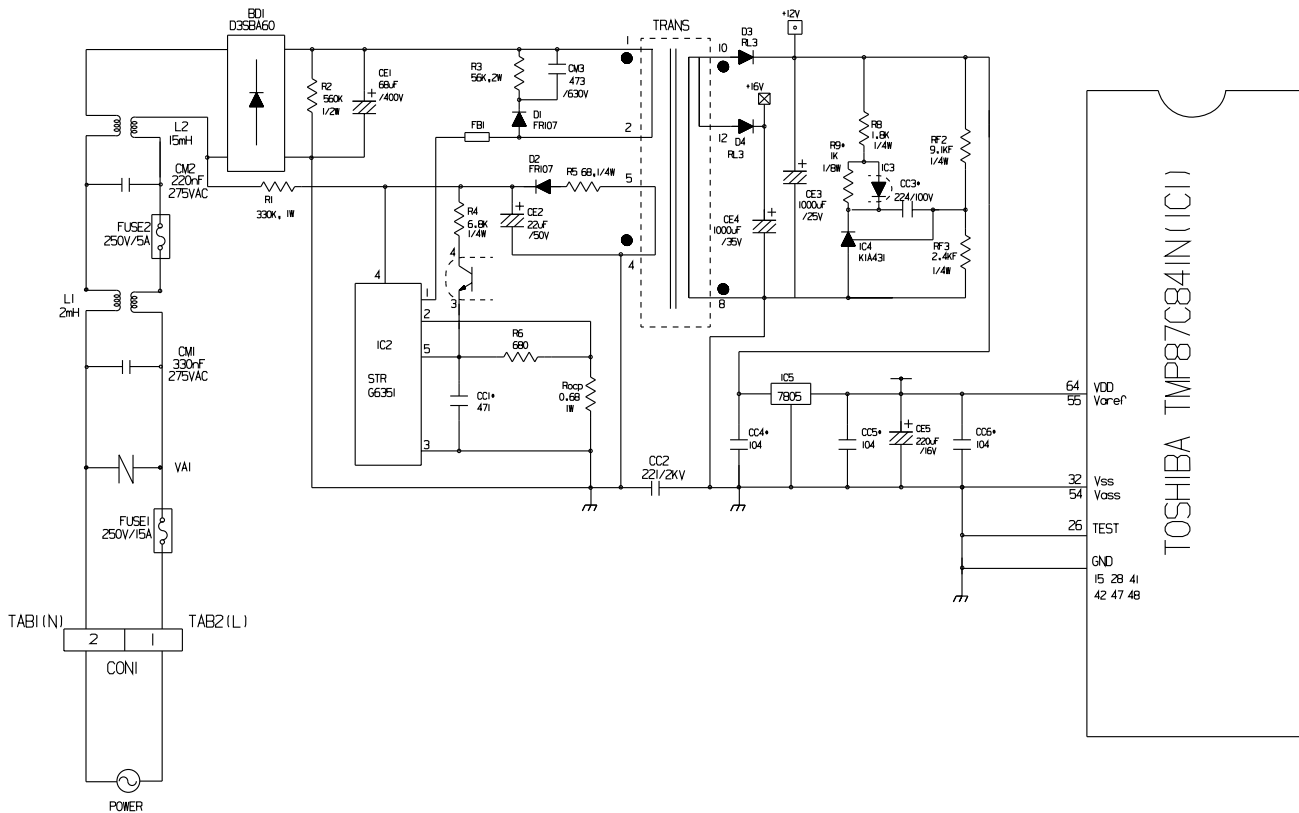 BD1
D3SBA60
TRANS
+12V
1
10
D3
RL3
R3
56K,2W
CM3
473
/630V
CE1
68uF
/400V
R2
560K
1/2W
+
+16V
D1
FR107
FB1
2
12
D4
RL3
R8
1.8K
1/4W
RF2
9.1KF
1/4W
L2
15mH
CM2
220nF
275VAC
D2
FR107
R5 68,1/4W
5
R9*
1K
1/8W
IC3
CC3*
224/100V
+
CE3
1000uF
/25V
R1
330K, 1W
R4
6.8K
1/4W
+
CE2
22uF
/50V
+
CE4
1000uF
/35V
FUSE2
250V/5A
4
4
IC4
KIA431
RF3
2.4KF
1/4W
L1
2mH
4
3
1
2
8
IC2
STR
G6351
5
R6
680
CM1
330nF
275VAC
CC1*
471
Rocp
0.68
1W
3
IC5
7805
CC4*
104
CC5*
104
+
CE5
220uF
/16V
CC6*
104
64 VDD
55 Varef
VA1
CC2
221/2KV
32 Vss
54 Vass
26 TEST
GND
15 28 41
42 47 48
TOSHIBA TMP87C841N(IC1)
FUSE1
250V/15A
TAB1(N)
TAB2(L)
2
1
CON1
POWER